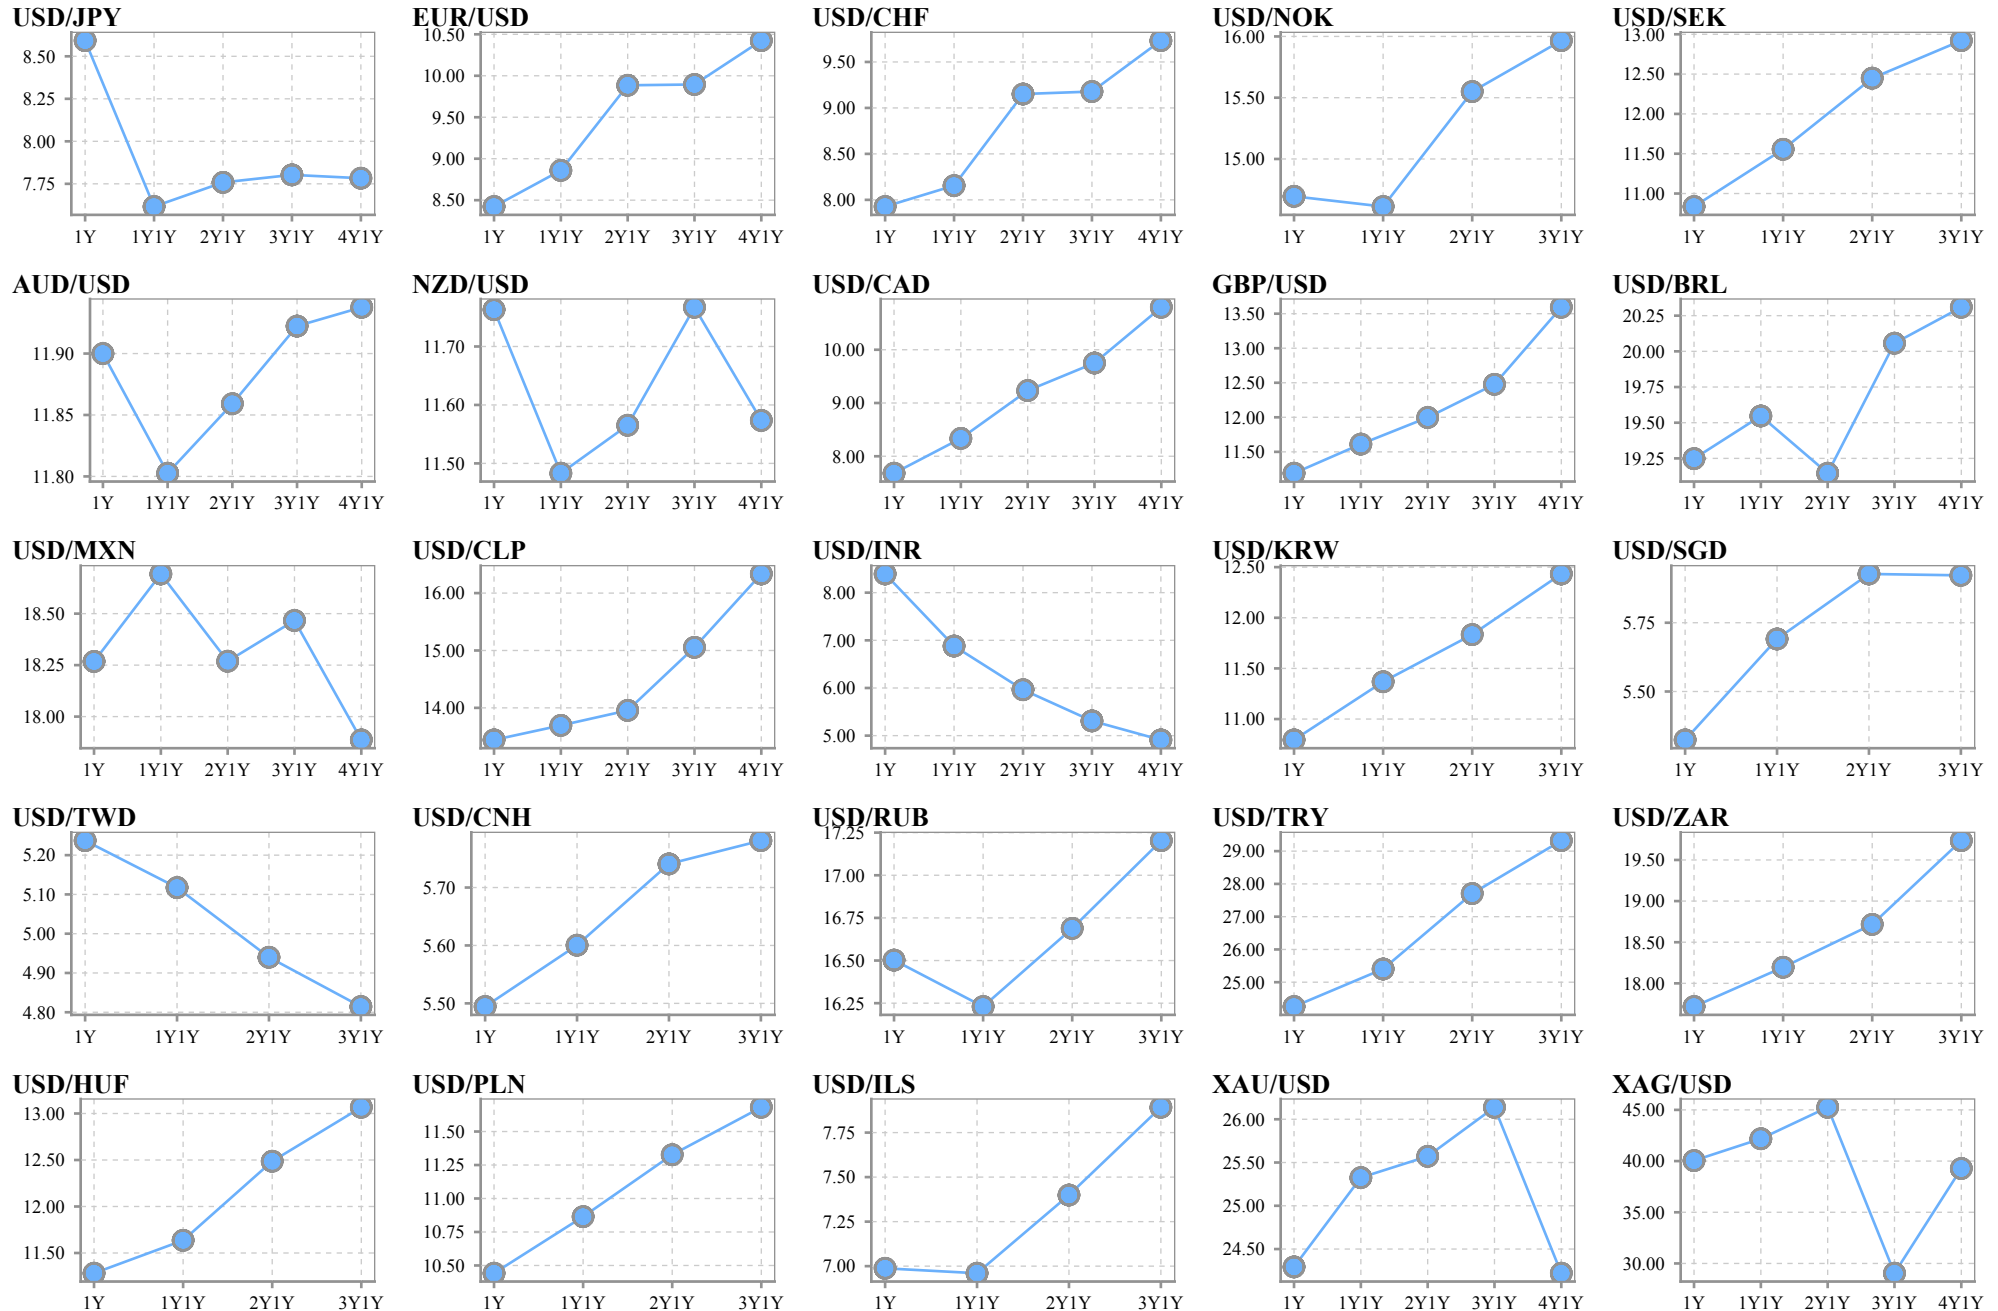 USD/JPY
8.50
8.25
8.00
7.75
1Y 1Y1Y 2Y1Y 3Y1Y 4Y1Y
EUR/USD
10.50
10.00
9.50
9.00
8.50
1Y 1Y1Y 2Y1Y 3Y1Y 4Y1Y
USD/CHF
9.50
9.00
8.50
8.00
1Y 1Y1Y 2Y1Y 3Y1Y 4Y1Y
USD/NOK
16.00
15.50
15.00
1Y 1Y1Y 2Y1Y 3Y1Y
USD/SEK
13.00
12.50
12.00
11.50
11.00
1Y 1Y1Y 2Y1Y 3Y1Y
AUD/USD
11.90
11.85
11.80
1Y 1Y1Y 2Y1Y 3Y1Y 4Y1Y
NZD/USD
11.70
11.60
11.50
1Y 1Y1Y 2Y1Y 3Y1Y 4Y1Y
USD/CAD
10.00
9.00
8.00
1Y 1Y1Y 2Y1Y 3Y1Y 4Y1Y
GBP/USD
13.50
13.00
12.50
12.00
11.50
1Y 1Y1Y 2Y1Y 3Y1Y 4Y1Y
USD/BRL
20.25
20.00
19.75
19.50
19.25
1Y 1Y1Y 2Y1Y 3Y1Y 4Y1Y
USD/MXN
18.50
18.25
18.00
1Y 1Y1Y 2Y1Y 3Y1Y 4Y1Y
USD/CLP
16.00
15.00
14.00
1Y 1Y1Y 2Y1Y 3Y1Y 4Y1Y
USD/INR
8.00
7.00
6.00
5.00
1Y 1Y1Y 2Y1Y 3Y1Y 4Y1Y
USD/KRW
12.50
12.00
11.50
11.00
1Y 1Y1Y 2Y1Y 3Y1Y
USD/SGD
5.75
5.50
1Y 1Y1Y 2Y1Y 3Y1Y
USD/TWD
5.20
5.10
5.00
4.90
4.80
1Y 1Y1Y 2Y1Y 3Y1Y
USD/CNH
5.70
5.60
5.50
1Y 1Y1Y 2Y1Y 3Y1Y
USD/RUB
17.25
17.00
16.75
16.50
16.25
1Y 1Y1Y 2Y1Y 3Y1Y
USD/TRY
29.00
28.00
27.00
26.00
25.00
1Y 1Y1Y 2Y1Y 3Y1Y
USD/ZAR
19.50
19.00
18.50
18.00
1Y 1Y1Y 2Y1Y 3Y1Y
USD/HUF
13.00
12.50
12.00
11.50
1Y 1Y1Y 2Y1Y 3Y1Y
USD/PLN
11.50
11.25
11.00
10.75
10.50
1Y 1Y1Y 2Y1Y 3Y1Y
USD/ILS
7.75
7.50
7.25
7.00
1Y 1Y1Y 2Y1Y 3Y1Y
XAU/USD
26.00
25.50
25.00
24.50
1Y 1Y1Y 2Y1Y 3Y1Y 4Y1Y
XAG/USD
45.00
40.00
35.00
30.00
1Y 1Y1Y 2Y1Y 3Y1Y 4Y1Y